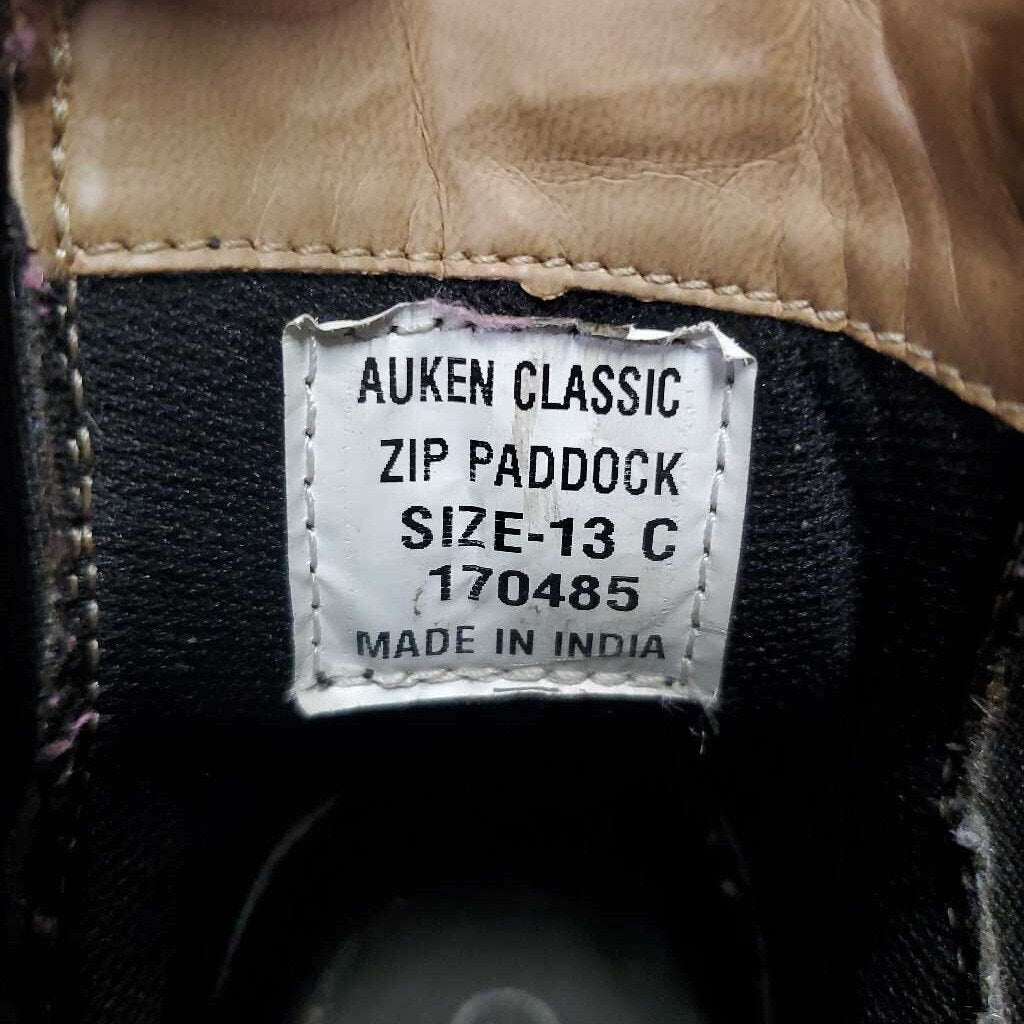 AUKEN CLASSIC
ZIP PADDOCK
SIZE-13 C
170485
MADE IN INDIA